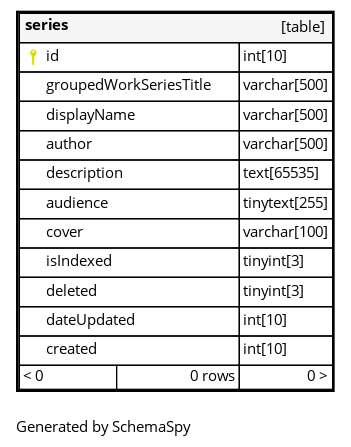 series [table]
id int[10]
groupedWorkSeriesTitle varchar[500]
displayName varchar[500]
author varchar[500]
description text[65535]
audience tinytext[255]
cover varchar[100]
isIndexed tinyint[3]
deleted tinyint[3]
dateUpdated int[10]
created int[10]
< 0 0 rows 0 >
Generated by SchemaSpy